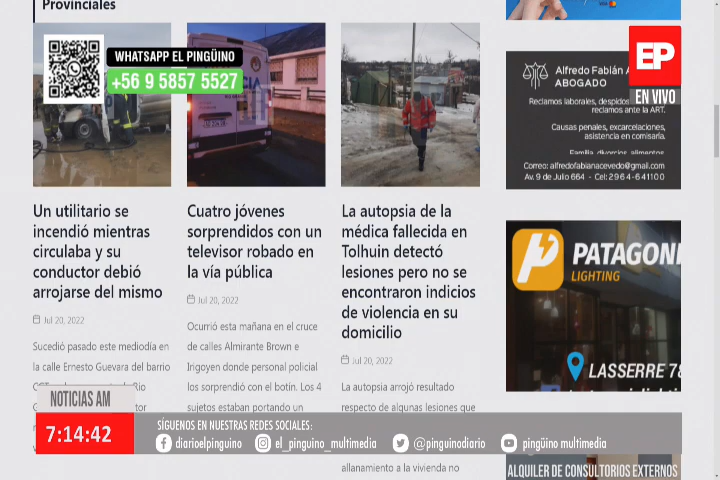 Provinciales
WHATSAPP EL PINGÜINO
+56 9 5857 5527
EP
EN VIVO
Un utilitario se
incendió mientras
circulaba y su
conductor debió
arrojarse del mismo
Jul 20, 2022
Sucedió pasado este mediodía en
la calle Ernesto Guevara del barrio
Cuatro jóvenes
sorprendidos con un
televisor robado en
la vía pública
Jul 20, 2022
Ocurrió esta mañana en el cruce
de calles Almirante Brown e
Irigoyen donde personal policial
los sorprendió con el botin. Los 4
sujetos estaban portando un
La autopsia de la
médica fallecida en
Tolhuin detectó
lesiones pero no se
encontraron indicios
de violencia en su
domicilio
Jul 20, 2022
La autopsia arrojó resultado
respecto de algunas lesiones que
allanamiento a la vivienda no
Alfredo Fabián
ABOGADO
Reclamos laborales, despidos
reclamos ante la ART.
Causas penales, excarcelaciones,
asistencia en comisaría.
Familia, divorcios, alimentos
Correo: alfredofabianacevedo@gmail.com
Av. 9 de Julio 664 - Cel: 2964-641100
PATAGONI
LIGHTING
LASSERRE 78
ALQUILER DE CONSULTORIOS EXTERNOS
NOTICIAS AM
7:14:42
SÍGUENOS EN NUESTRAS REDES SOCIALES:
diarioelpinguino
el_pinguino_multimedia
@pinguinodiario
pingüino multimedia